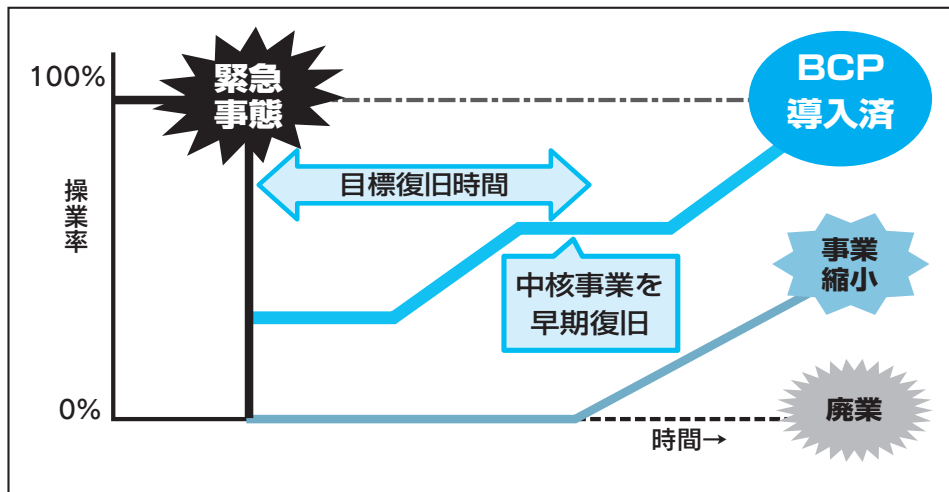 100%
緊急
事態
BCP
導入済
目標復旧時間
操業率
中核事業を
早期復旧
事業
縮小
0%
廃業
時間→